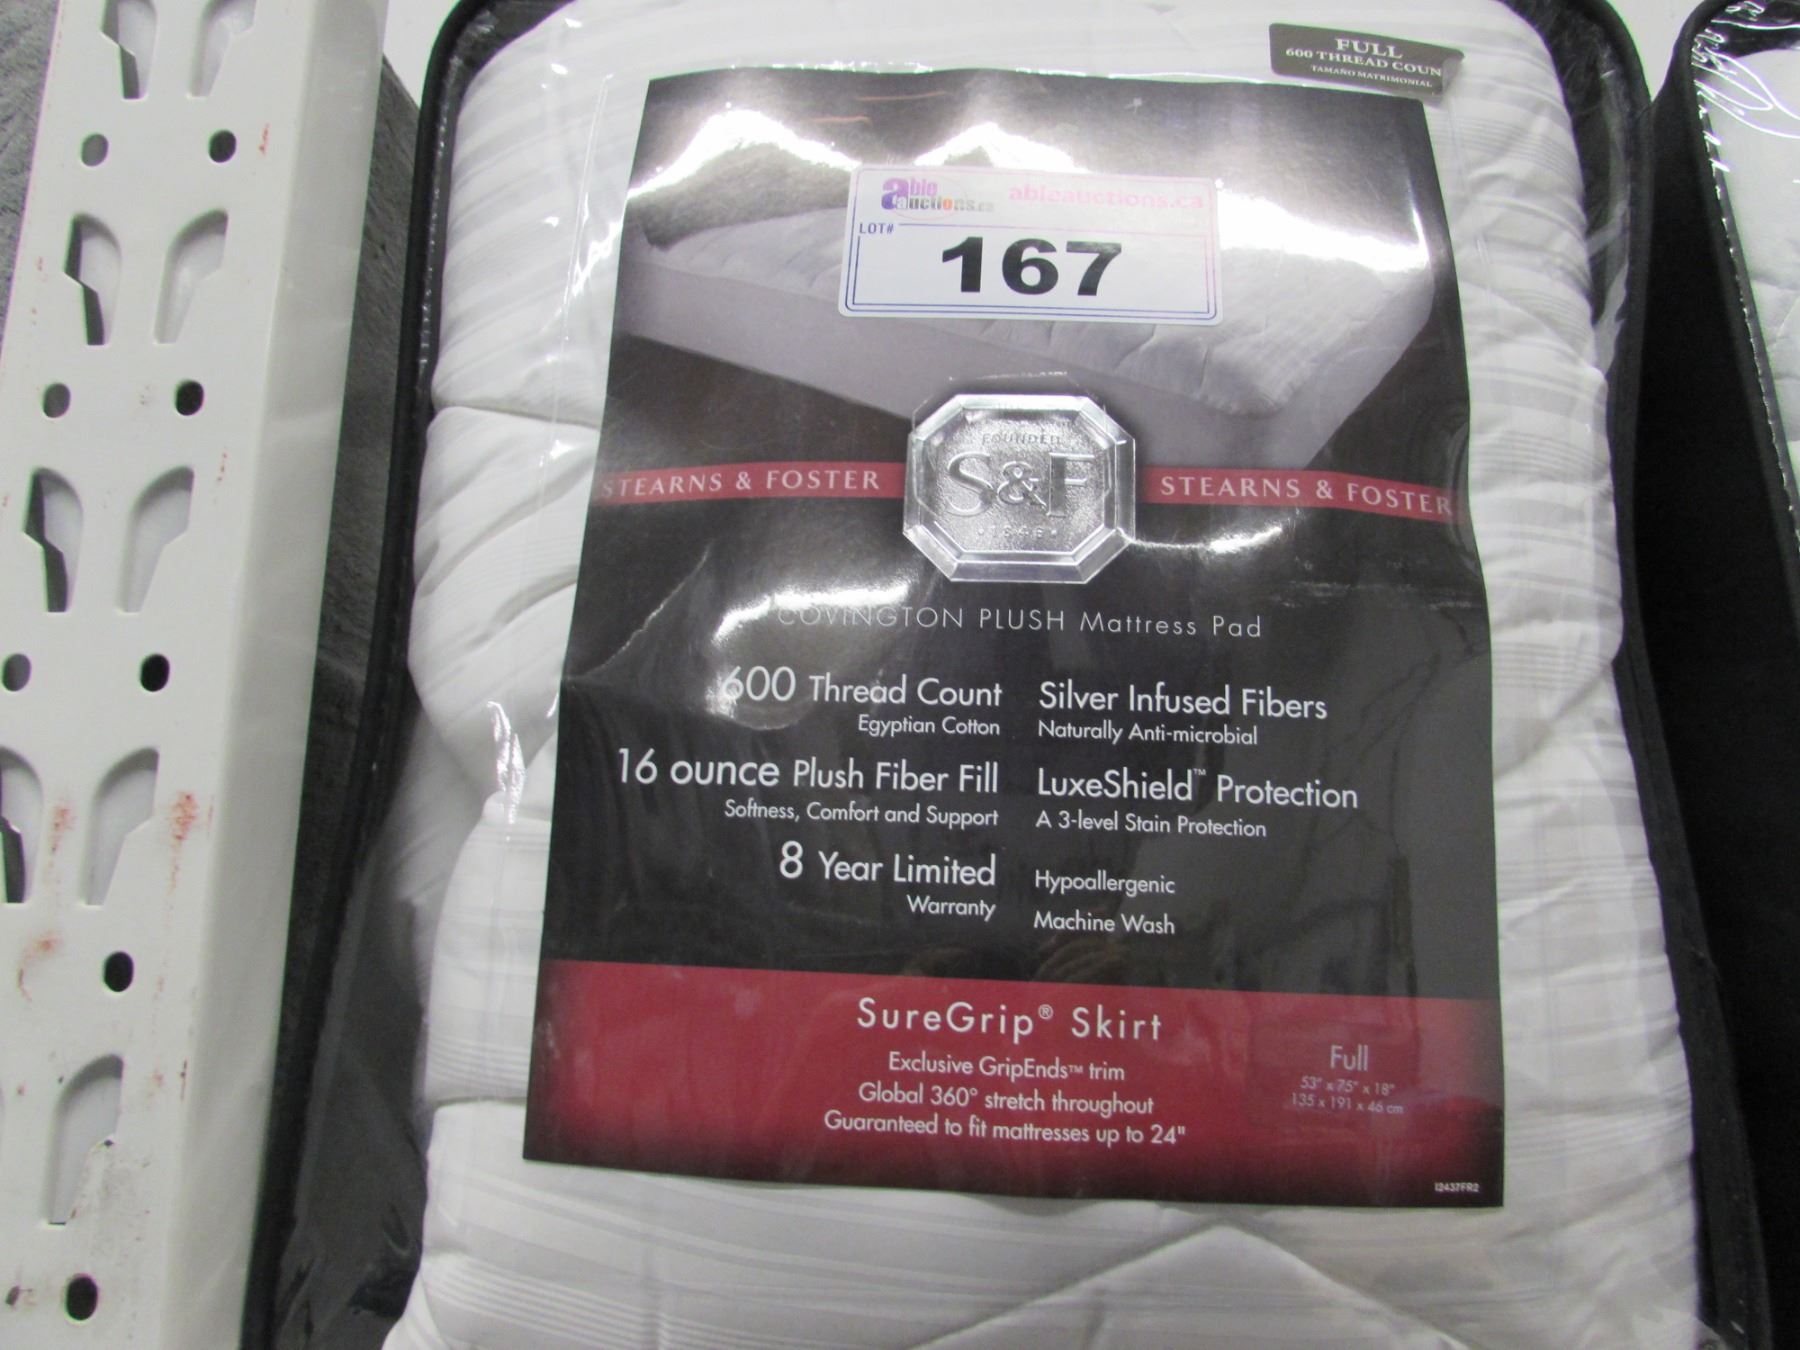 FULL
600 THREAD COUN
TAMAÑO MATRIMONIAL
able
auctions.ca
ableauctions.ca
LOT#
167
FOUNDED
S&F
STEARNS & FOSTER
STEARNS & FOSTER
COVINGTON PLUSH Mattress Pad
600 Thread Count
Egyptian Cotton
16 ounce Plush Fiber Fill
Softness, Comfort and Support
8 Year Limited
Warranty
Silver Infused Fibers
Naturally Anti-microbial
LuxeShield™ Protection
A 3-level Stain Protection
Hypoallergenic
Machine Wash
SureGrip® Skirt
Exclusive GripEnds™ trim
Global 360° stretch throughout
Guaranteed to fit mattresses up to 24"
Full
53" x 75" x 18"
135 x 191 x 46 cm
12437FR2